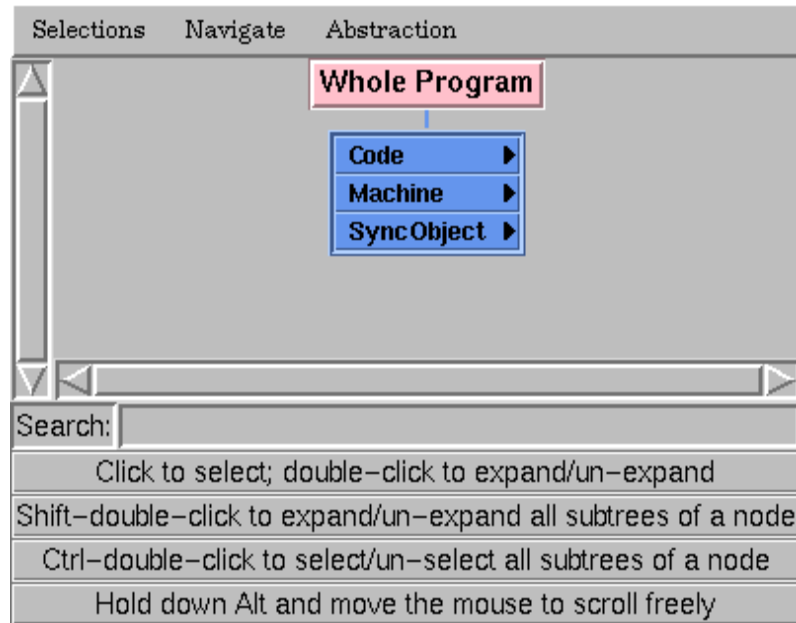 Selections Navigate Abstraction
Whole Program
Code
Machine
SyncObject
Search:
Click to select; double-click to expand/un-expand
Shift-double-click to expand/un-expand all subtrees of a node
Ctrl-double-click to select/un-select all subtrees of a node
Hold down Alt and move the mouse to scroll freely